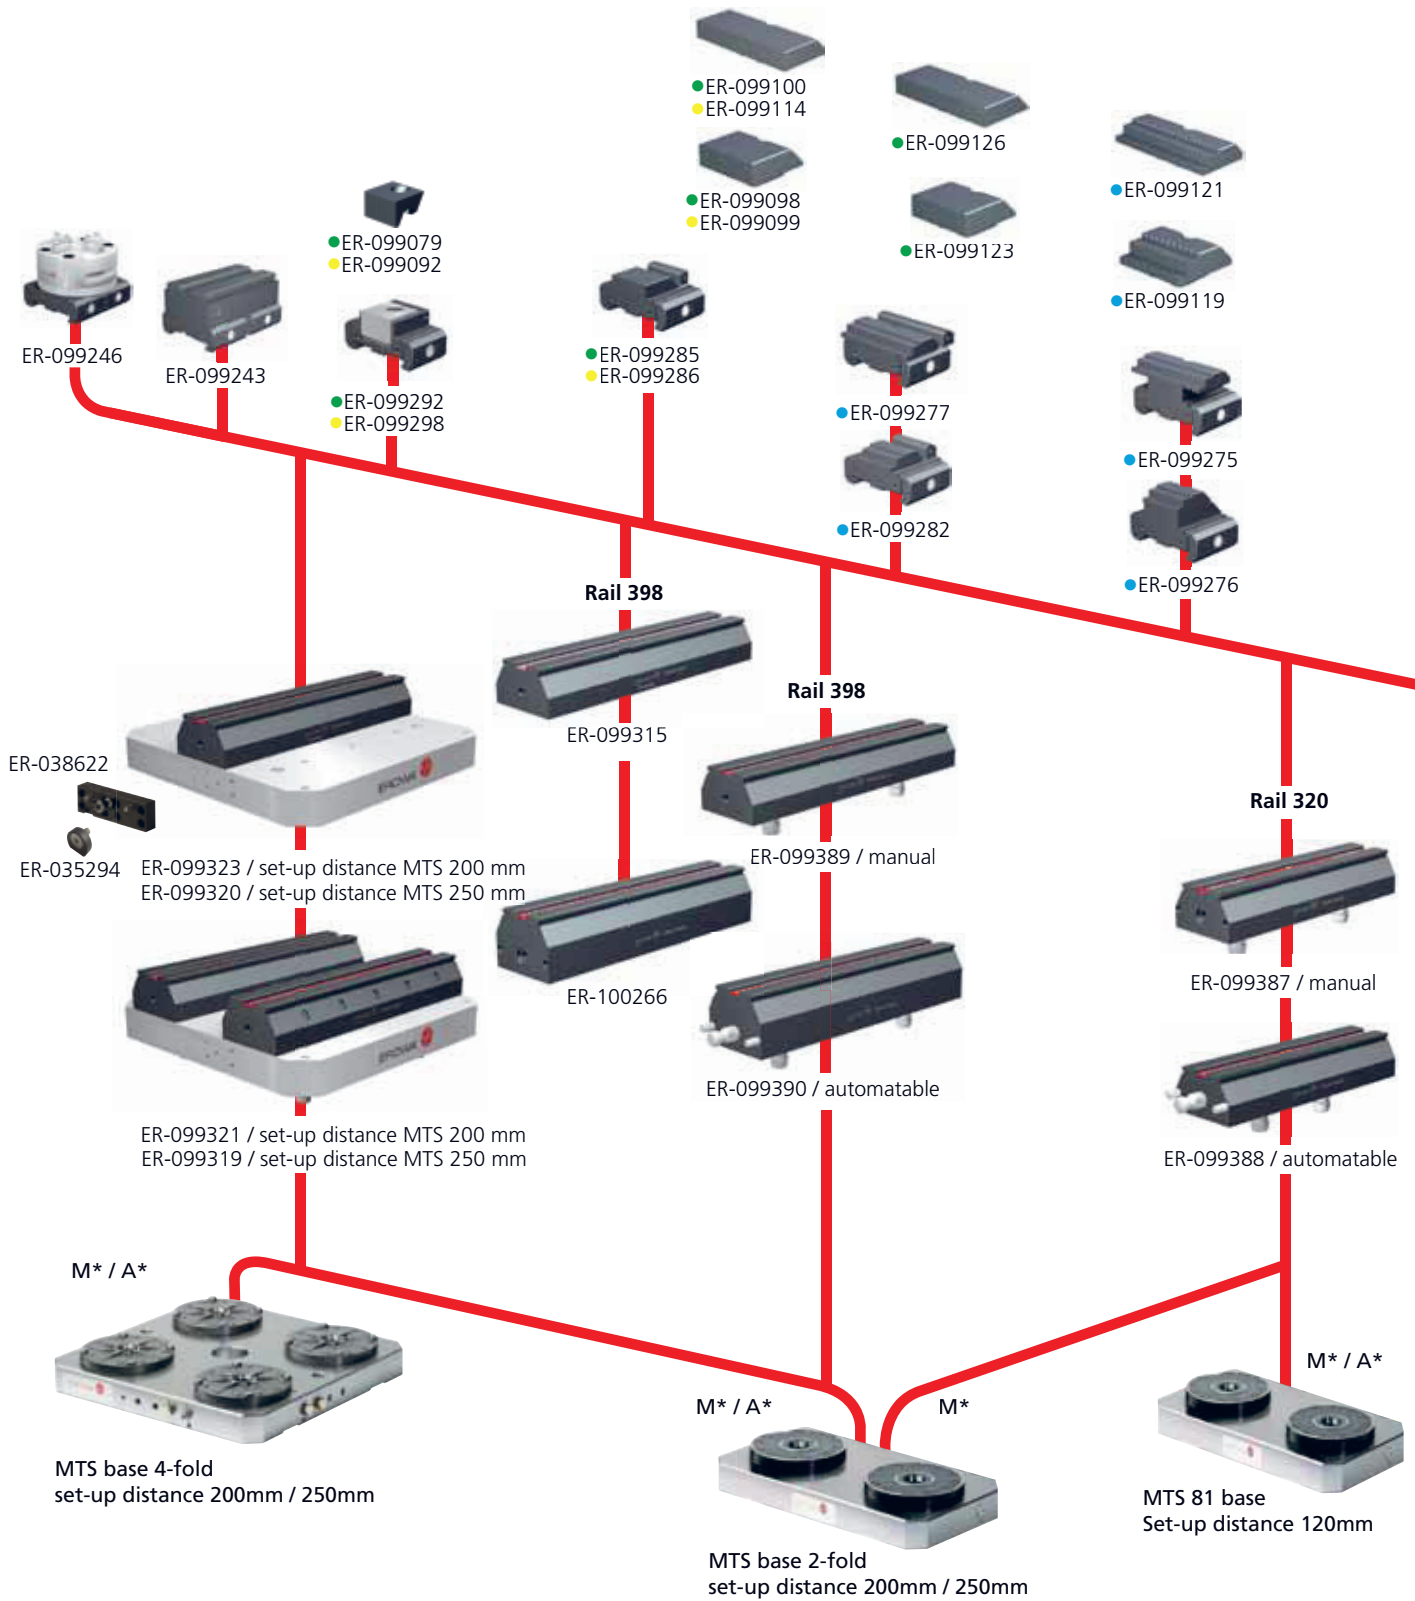 ER-099100
ER-099114
ER-099126
ER-099121
ER-099098
ER-099099
ER-099079
ER-099092
ER-099123
ER-099119
ER-099246
ER-099243
ER-099285
ER-099286
ER-099292
ER-099298
ER-099277
ER-099275
ER-099282
ER-099276
Rail 398
Rail 398
ER-099315
ER-038622
EROWA
Rail 320
ER-099389 / manual
ER-035294
ER-099323 / set-up distance MTS 200 mm
ER-099320 / set-up distance MTS 250 mm
ER-100266
ER-099387 / manual
EROWA
ER-099390 / automatable
ER-099321 / set-up distance MTS 200 mm
ER-099319 / set-up distance MTS 250 mm
ER-099388 / automatable
M* / A*
M* / A*
M* / A*
M*
MTS base 4-fold
set-up distance 200mm / 250mm
MTS 81 base
Set-up distance 120mm
MTS base 2-fold
set-up distance 200mm / 250mm